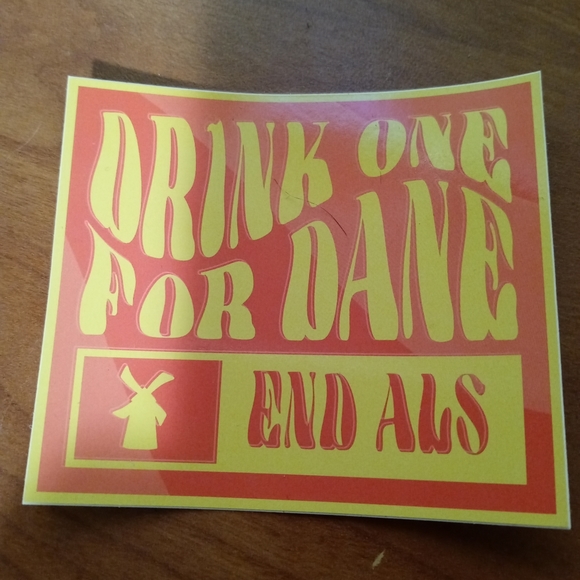 DRINK ONE
FOR DANE
END ALS